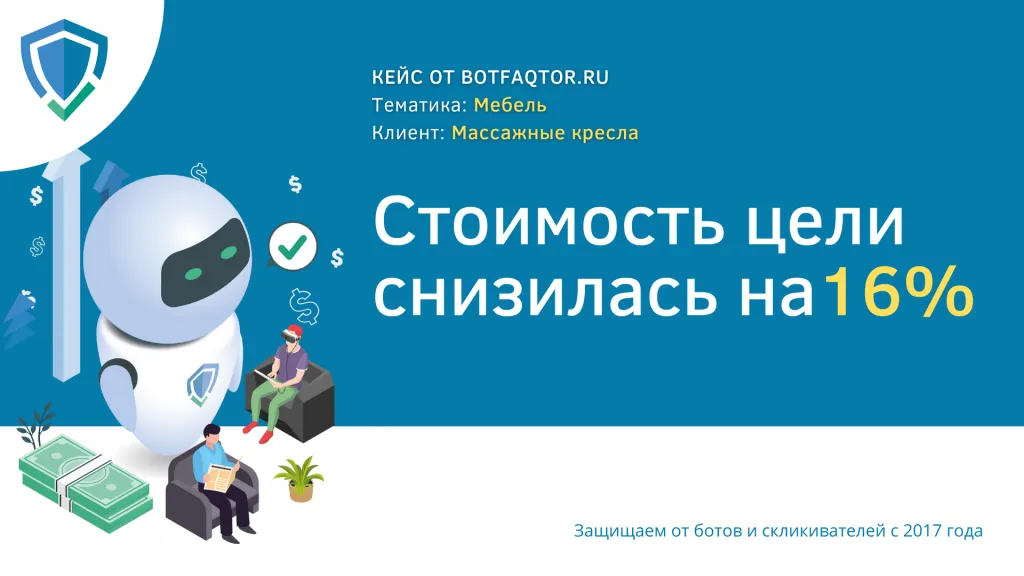 КЕЙС ОТ BOTFAQTOR.RU
Тематика: Мебель
Клиент: Массажные кресла
Стоимость цели
снизилась на 16%
Защищаем от ботов и скликивателей с 2017 года